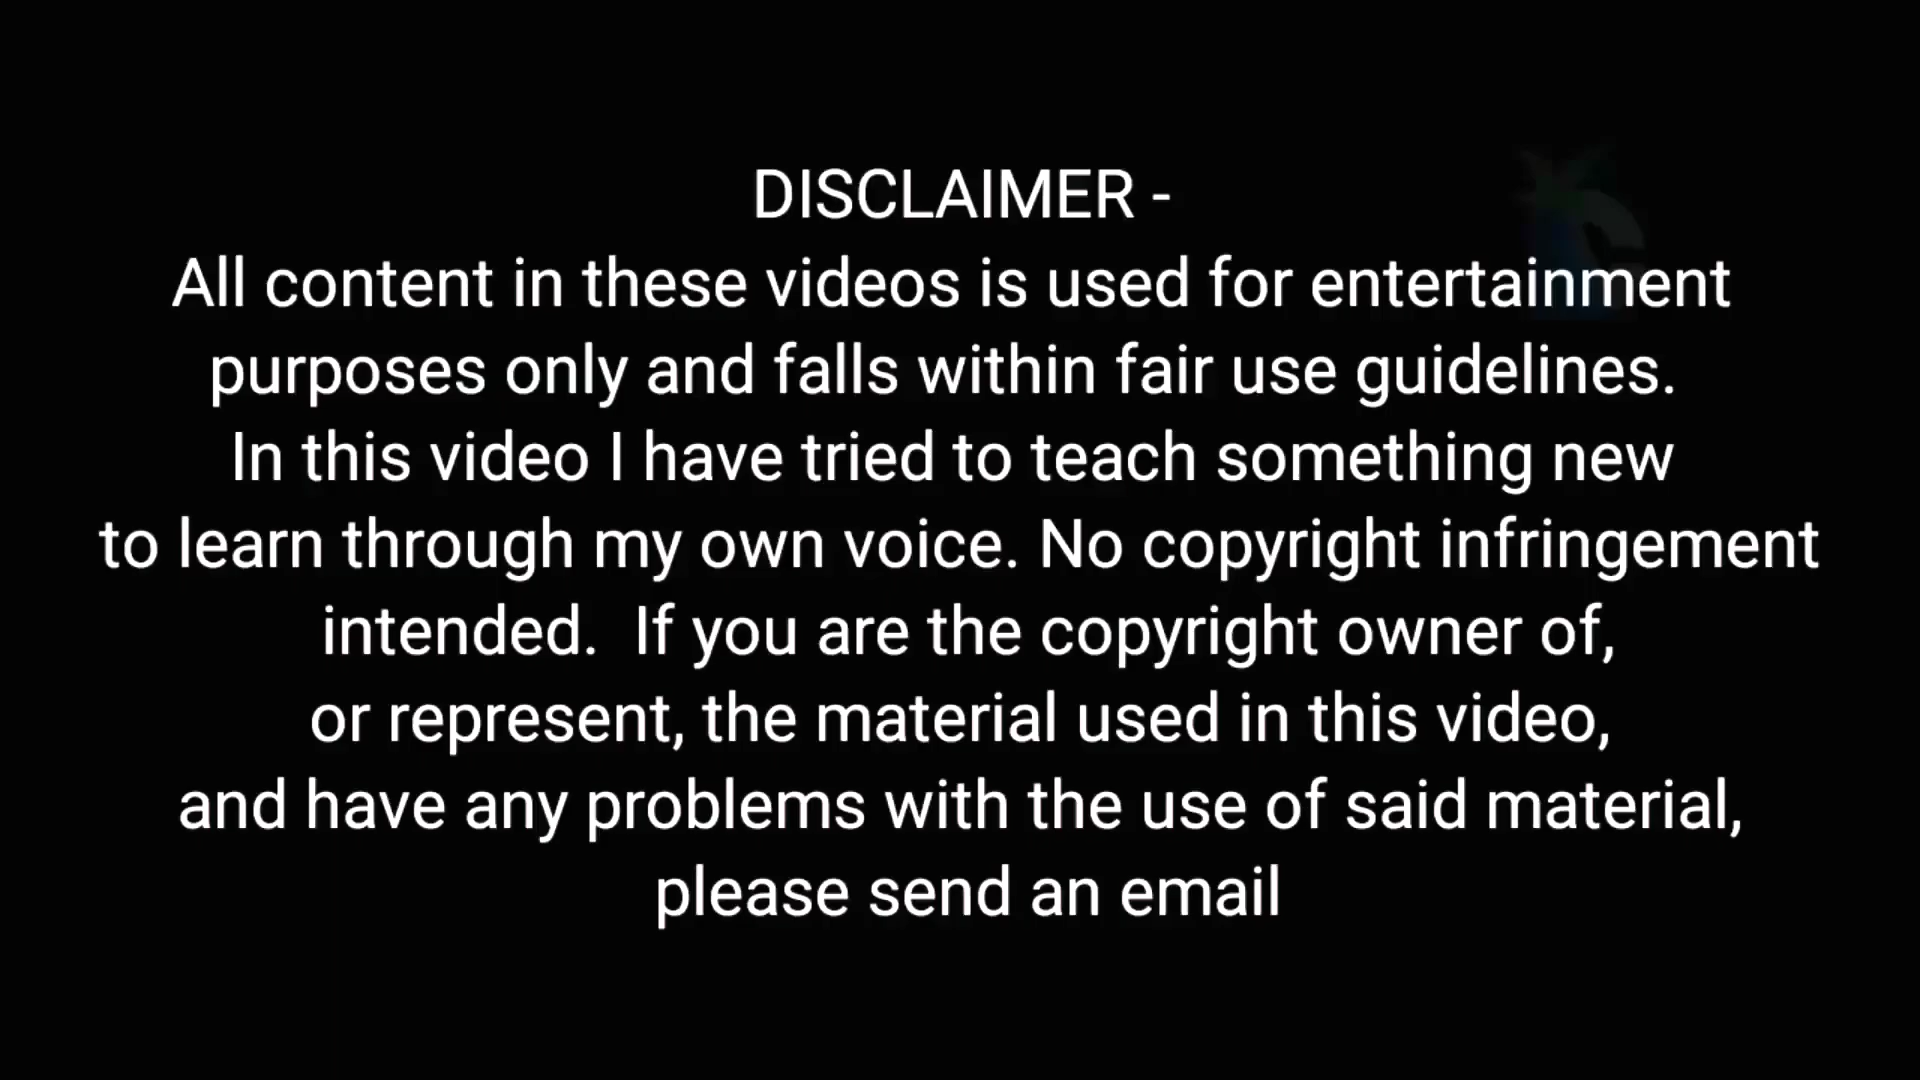 DISCLAIMER -
All content in these videos is used for entertainment
purposes only and falls within fair use guidelines.
In this video I have tried to teach something new
to learn through my own voice. No copyright infringement
intended.  If you are the copyright owner of,
or represent, the material used in this video,
and have any problems with the use of said material,
please send an email